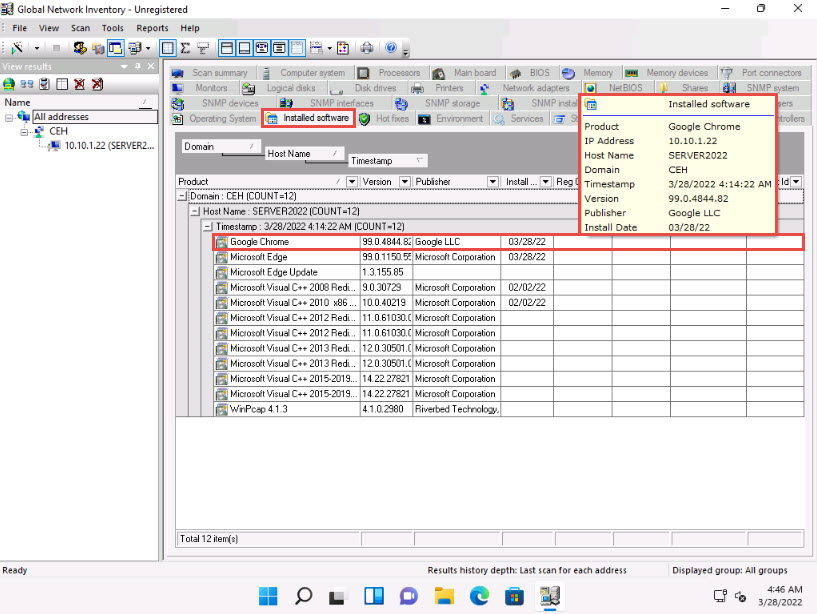 Global Network Inventory - Unregistered
File View Scan Tools Reports Help
View results
Name
All addresses
CEH
10.10.1.22 (SERVER2...
Scan summary Computer system Processors Main board BIOS Memory Memory devices Port connectors
Monitors Logical disks Disk drives Printers Network adapters NetBIOS Shares SNMP system
SNMP devices SNMP interfaces SNMP storage SNMP instal
Operating System Installed software Hot fixes Environment Services
Installed software
Product Google Chrome
IP Address 10.10.1.22
Host Name SERVER2022
Domain CEH
Timestamp 3/28/2022 4:14:22 AM
Version 99.0.4844.82
Publisher Google LLC
Install Date 03/28/22
Domain
Host Name
Timestamp
Product Version Publisher Install ... Reg
Domain : CEH (COUNT=12)
Host Name : SERVER2022 (COUNT=12)
Timestamp : 3/28/2022 4:14:22 AM (COUNT=12)
Google Chrome 99.0.4844.82 Google LLC 03/28/22
Microsoft Edge 99.0.1150.55 Microsoft Corporation 03/28/22
Microsoft Edge Update 1.3.155.85
Microsoft Visual C++ 2008 Redi... 9.0.30729 Microsoft Corporation 02/02/22
Microsoft Visual C++ 2010 x86 ... 10.0.40219 Microsoft Corporation 02/02/22
Microsoft Visual C++ 2012 Redi... 11.0.61030.0 Microsoft Corporation
Microsoft Visual C++ 2012 Redi... 11.0.61030.0 Microsoft Corporation
Microsoft Visual C++ 2013 Redi... 12.0.30501.0 Microsoft Corporation
Microsoft Visual C++ 2013 Redi... 12.0.30501.0 Microsoft Corporation
Microsoft Visual C++ 2015-2019... 14.22.27821 Microsoft Corporation
Microsoft Visual C++ 2015-2019... 14.22.27821 Microsoft Corporation
WinPcap 4.1.3 4.1.0.2980 Riverbed Technology,
Total 12 item(s)
Ready Results history depth: Last scan for each address Displayed group: All groups
4:46 AM
3/28/2022